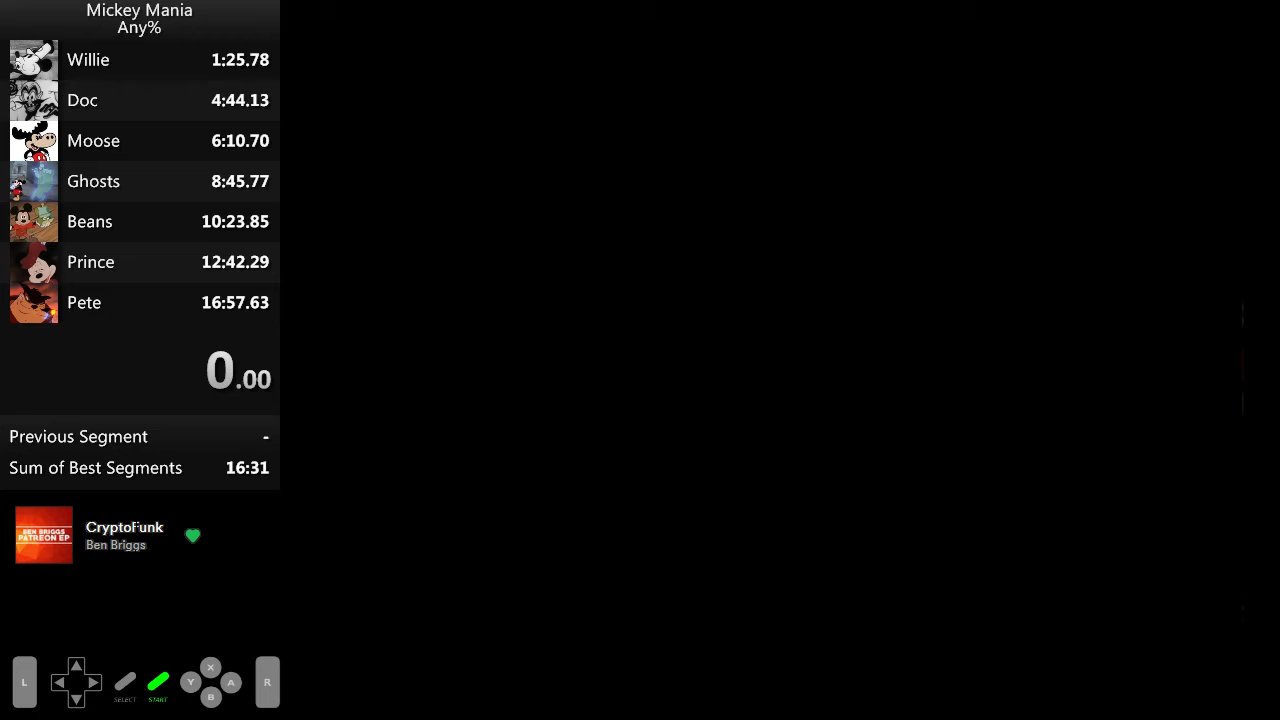 Mickey Mania
Any%
Willie 1:25.78
Doc 4:44.13
Moose 6:10.70
Ghosts 8:45.77
Beans 10:23.85
Prince 12:42.29
Pete 16:57.63
0.00
Previous Segment -
Sum of Best Segments 16:31
BEN BRIGGS
PATREON EP
CryptoFunk
Ben Briggs
L SELECT START X Y A B R